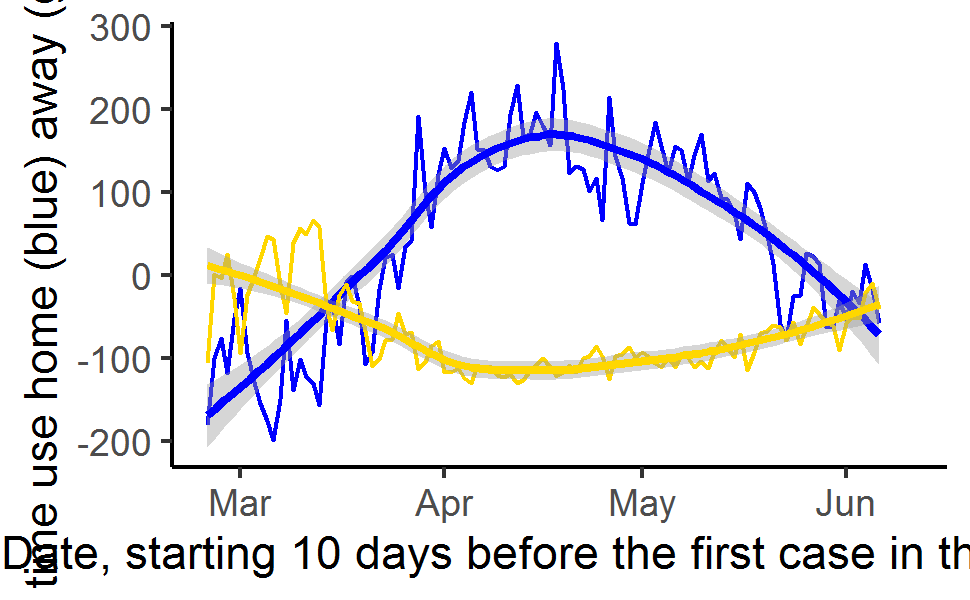 time use home (blue) away (
300
200
100
0
-100
-200
Mar Apr May Jun
Date, starting 10 days before the first case in th